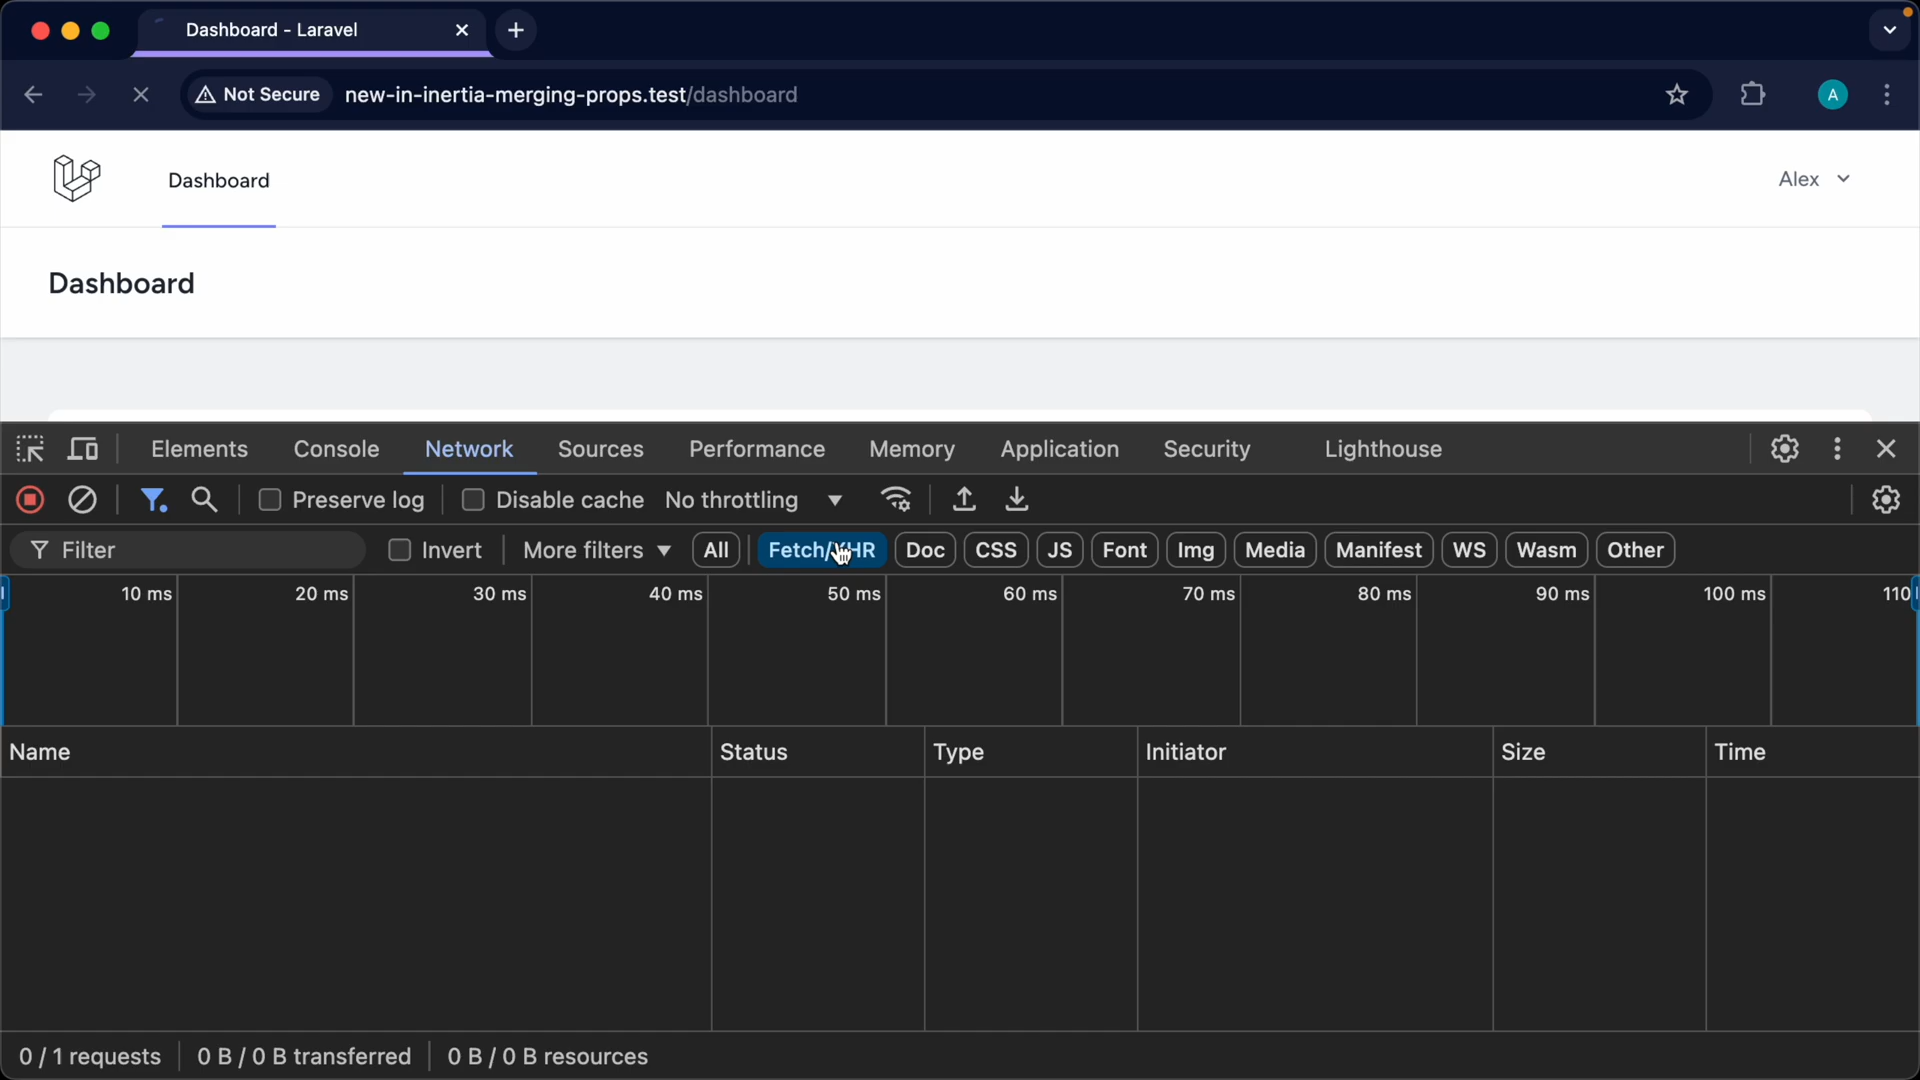 Dashboard - Laravel
Not Secure new-in-inertia-merging-props.test/dashboard A
Dashboard Alex
Dashboard
Elements Console Network Sources Performance Memory Application Security Lighthouse
Preserve log Disable cache No throttling
Filter Invert More filters All Fetch/XHR Doc CSS JS Font Img Media Manifest WS Wasm Other
10 ms 20 ms 30 ms 40 ms 50 ms 60 ms 70 ms 80 ms 90 ms 100 ms 110
Name Status Type Initiator Size Time
0 / 1 requests 0 B / 0 B transferred 0 B / 0 B resources